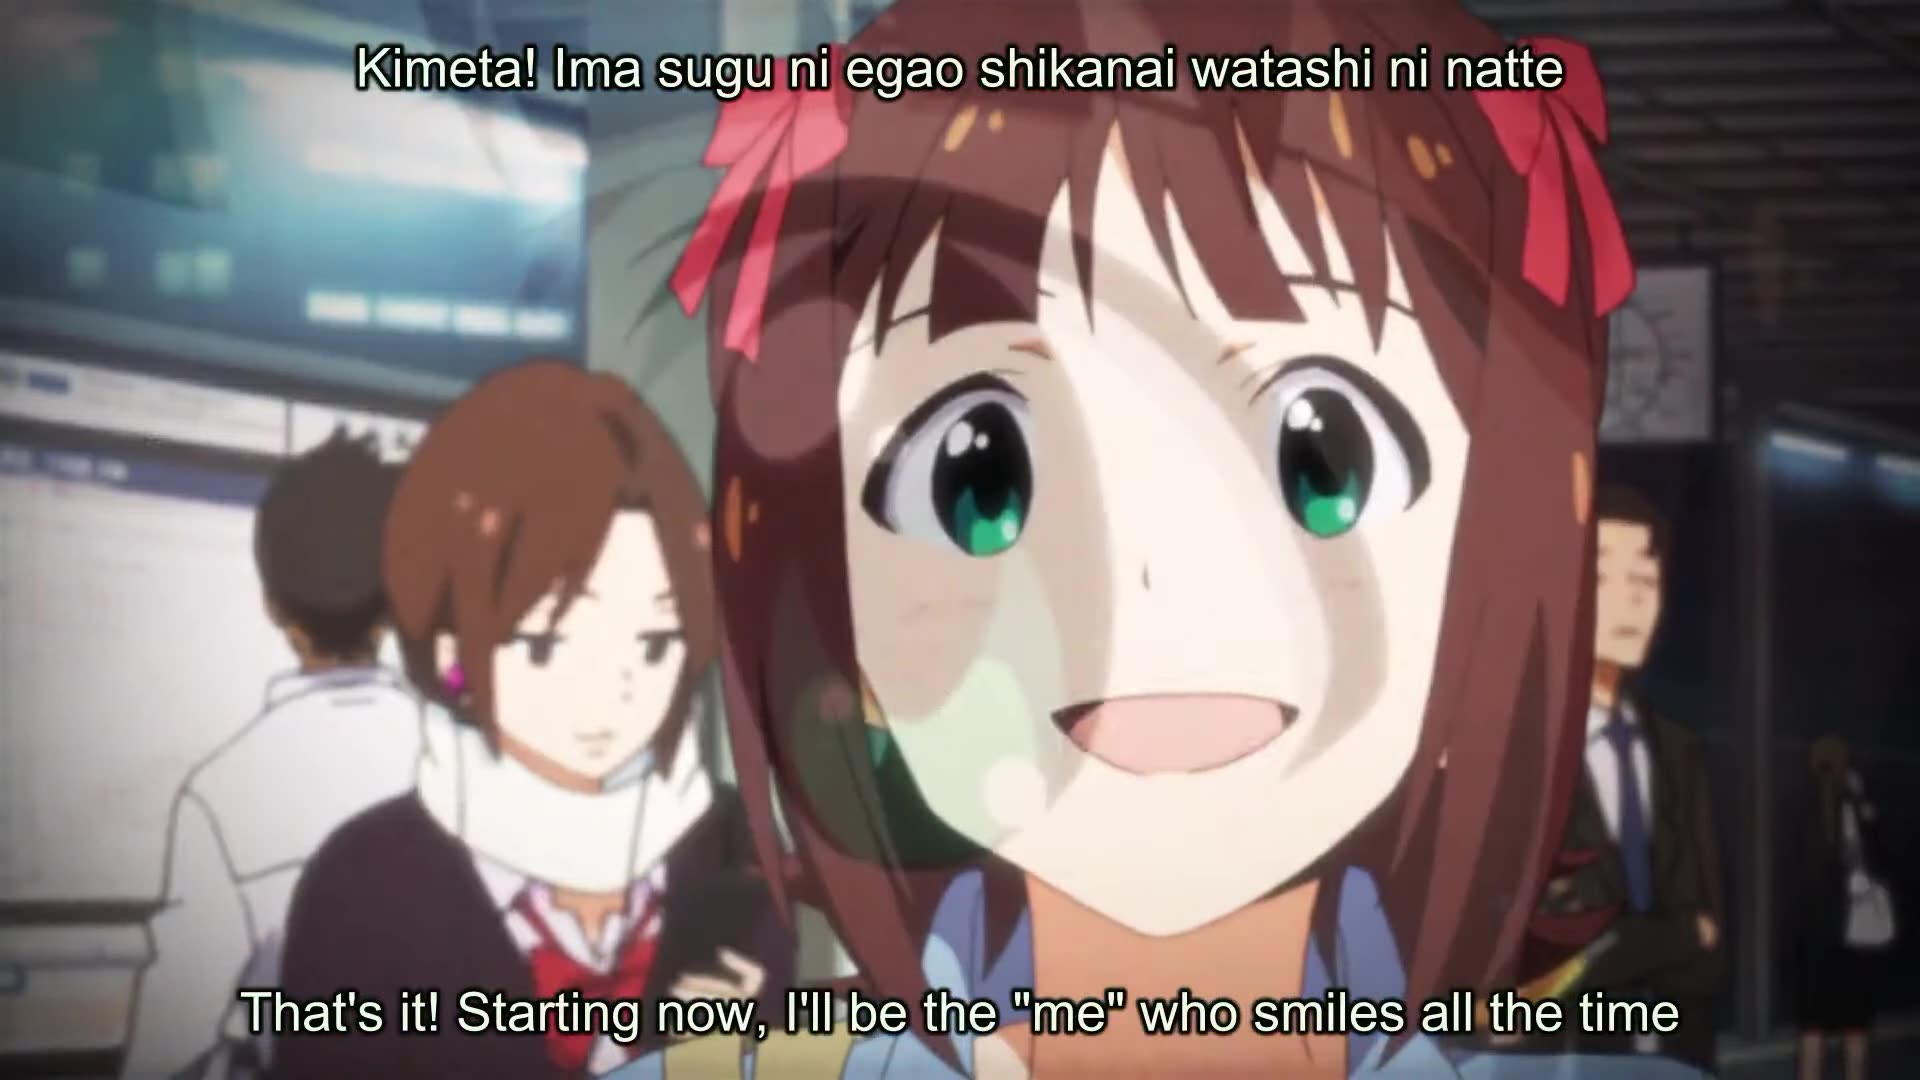 Kimeta! Ima sugu ni egao shikanai watashi ni natte
That's it! Starting now, I'll be the "me" who smiles all the time